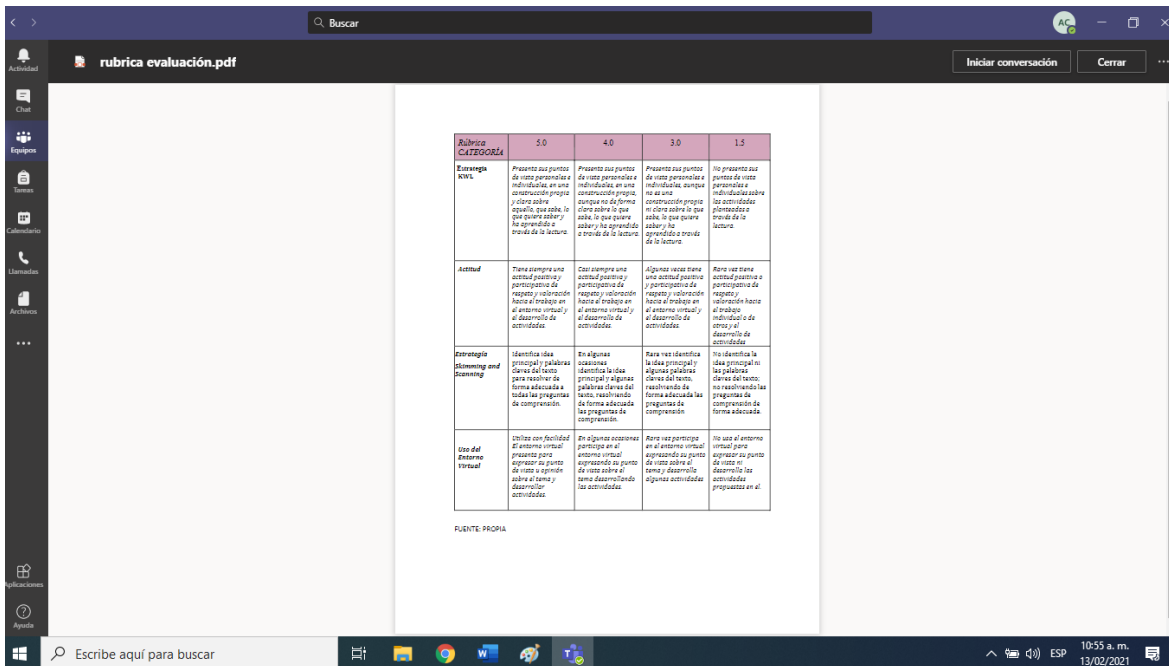 Buscar
AC
Actividad
rubrica evaluación.pdf
Iniciar conversación
Cerrar
Chat
Equipos
Tareas
Calendario
Llamadas
Archivos
Aplicaciones
Ayuda
Rúbrica
CATEGORÍA
5.0
4.0
3.0
1.5
Estrategia
KWL
Presenta sus puntos
de vista personales e
individuales, en una
construcción propia
y clara sobre
aquello, que sabe, lo
que quiere saber y
ha aprendido a
través de la lectura.
Presenta sus puntos
de vista personales e
individuales, en una
construcción propia,
aunque no de forma
clara sobre lo que
sabe, lo que quiere
saber y ha aprendido
a través de la lectura.
Presenta sus puntos
de vista personales e
individuales, aunque
no es una
construcción propia
ni clara sobre lo que
sabe, lo que quiere
saber y ha
aprendido a través
de la lectura.
No presenta sus
puntos de vista
personales e
individuales sobre
las actividades
planteadas a
través de la
lectura.
Actitud
Tiene siempre una
actitud positiva y
participativa de
respeto y valoración
hacia el trabajo en
el entorno virtual y
el desarrollo de
actividades.
Casi siempre una
actitud positiva y
participativa de
respeto y valoración
hacia el trabajo en
el entorno virtual y
el desarrollo de
actividades.
Algunas veces tiene
una actitud positiva
y participativa de
respeto y valoración
hacia el trabajo en
el entorno virtual y
el desarrollo de
actividades.
Rara vez tiene
actitud positiva o
participativa de
respeto y
valoración hacia
el trabajo
individual o de
otros y el
desarrollo de
actividades
Estrategia
Skimming and
Scanning
Identifica idea
principal y palabras
claves del texto
para resolver de
forma adecuada a
todas las preguntas
de comprensión.
En algunas
ocasiones
identifica la idea
principal y algunas
palabras claves del
texto, resolviendo
de forma adecuada
las preguntas de
comprensión.
Rara vez identifica
la idea principal y
algunas palabras
claves del texto,
resolviendo de
forma adecuada las
preguntas de
comprensión
No identifica la
idea principal ni
las palabras
claves del texto;
no resolviendo las
preguntas de
comprensión de
forma adecuada.
Uso del
Entorno
Virtual
Utiliza con facilidad
El entorno virtual
presenta para
expresar su punto
de vista u opinión
sobre el tema y
desarrollar
actividades.
En algunas ocasiones
participa en el
entorno virtual
expresando su punto
de vista sobre el
tema desarrollando
las actividades.
Rara vez participa
en el entorno virtual
expresando su punto
de vista sobre el
tema y desarrolla
algunas actividades
No usa el entorno
virtual para
expresar su punto
de vista ni
desarrolla las
actividades
propuestas en el.
FUENTE: PROPIA
Escribe aquí para buscar
ESP
10:55 a. m.
13/02/2021